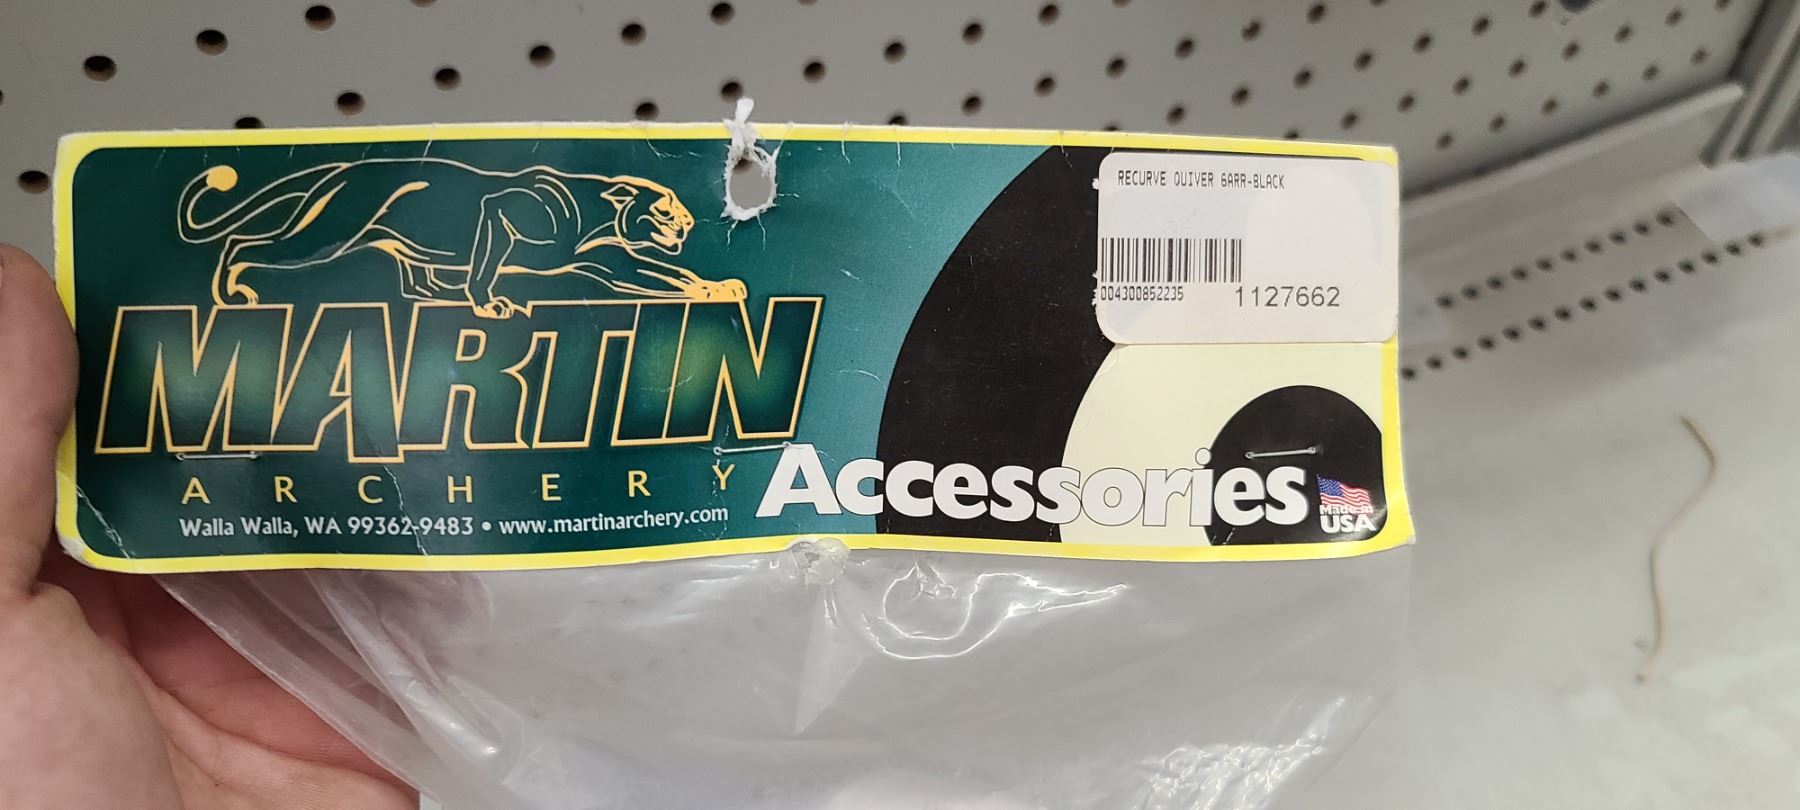 RECURVE QUIVER 6ARR-BLACK
004300852235
1127662
MARTIN
ARCHERY
Accessories
Walla Walla, WA 99362-9483 • www.martinarchery.com
Made in
USA